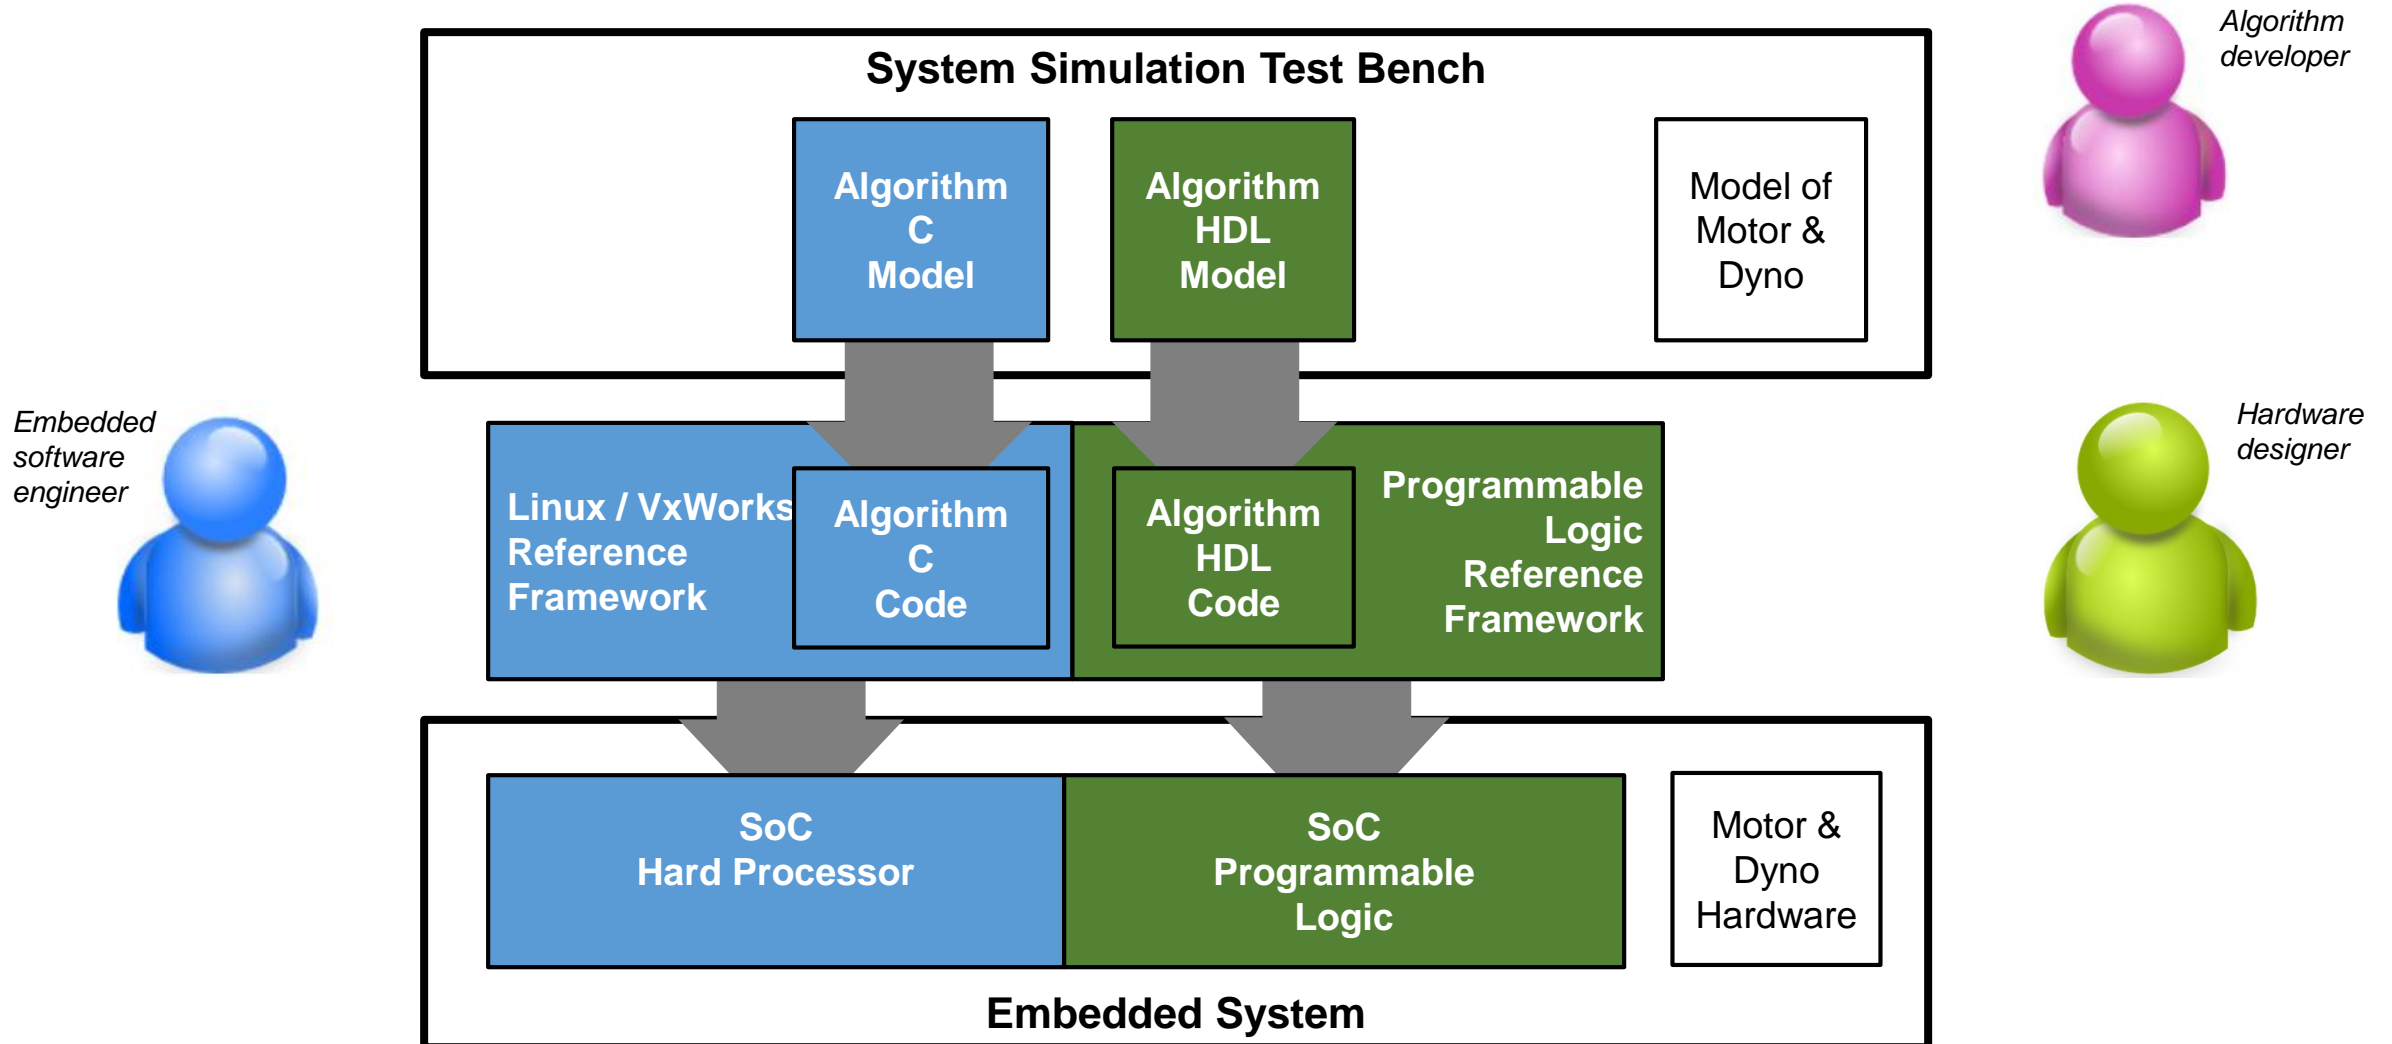 Algorithm
developer
System Simulation Test Bench
Algorithm
C
Model
Algorithm
HDL
Model
Model of
Motor &
Dyno
Embedded
software
engineer
Hardware
designer
Linux / VxWorks
Reference
Framework
Algorithm
C
Code
Algorithm
HDL
Code
Programmable
Logic
Reference
Framework
SoC
Hard Processor
SoC
Programmable
Logic
Motor &
Dyno
Hardware
Embedded System